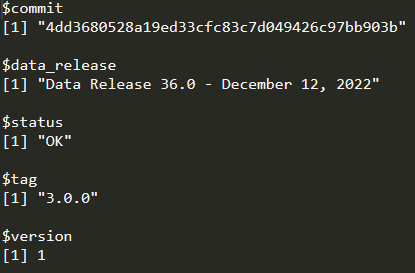 $commit
[1] "4dd3680528a19ed33cfc83c7d049426c97bb903b"
$data_release
[1] "Data Release 36.0 - December 12, 2022"
$status
[1] "OK"
$tag
[1] "3.0.0"
$version
[1] 1